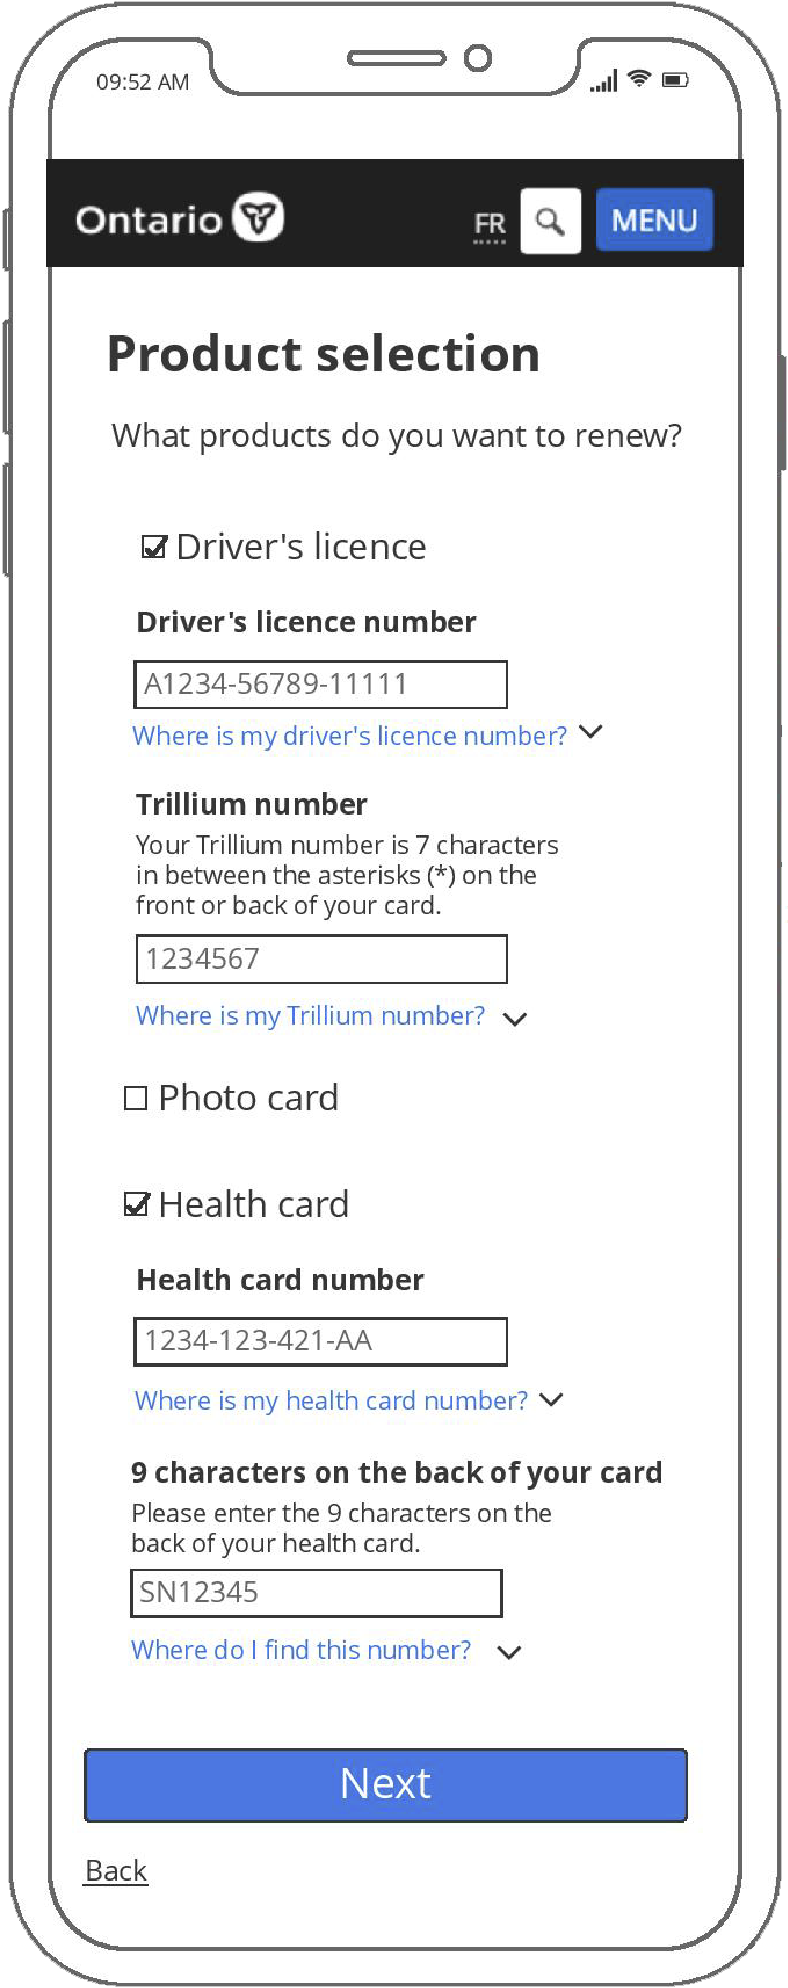 09:52 AM
Ontario FR MENU
Product selection
What products do you want to renew?
Driver's licence
Driver's licence number
A1234-56789-11111
Where is my driver's licence number?
Trillium number
Your Trillium number is 7 characters
in between the asterisks (*) on the
front or back of your card.
1234567
Where is my Trillium number?
Photo card
Health card
Health card number
1234-123-421-AA
Where is my health card number?
9 characters on the back of your card
Please enter the 9 characters on the
back of your health card.
SN12345
Where do I find this number?
Next
Back